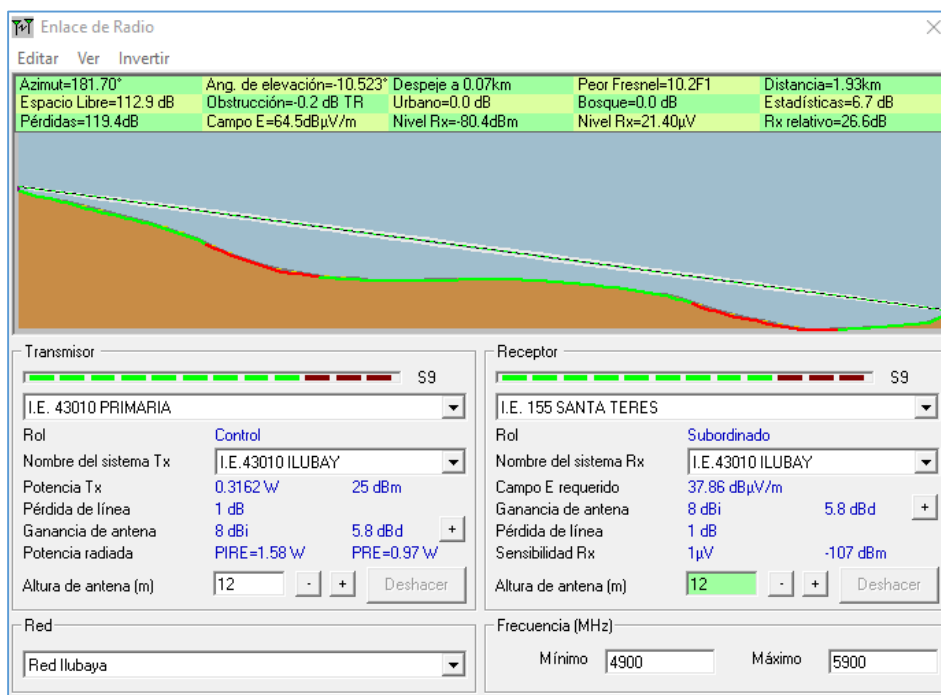 Enlace de Radio
Editar Ver Invertir
Azimut=181.70° Ang. de elevación=-10.523° Despeje a 0.07km Peor Fresnel=10.2F1 Distancia=1.93km
Espacio Libre=112.9 dB Obstrucción=-0.2 dB TR Urbano=0.0 dB Bosque=0.0 dB Estadísticas=6.7 dB
Pérdidas=119.4dB Campo E=64.5dBµV/m Nivel Rx=-80.4dBm Nivel Rx=21.40µV Rx relativo=26.6dB
Transmisor
S9
I.E. 43010 PRIMARIA
Rol Control
Nombre del sistema Tx I.E.43010 ILUBAY
Potencia Tx 0.3162 W 25 dBm
Pérdida de línea 1 dB
Ganancia de antena 8 dBi 5.8 dBd +
Potencia radiada PIRE=1.58 W PRE=0.97 W
Altura de antena (m) 12 - + Deshacer
Receptor
S9
I.E. 155 SANTA TERES
Rol Subordinado
Nombre del sistema Rx I.E.43010 ILUBAY
Campo E requerido 37.86 dBµV/m
Ganancia de antena 8 dBi 5.8 dBd +
Pérdida de línea 1 dB
Sensibilidad Rx 1µV -107 dBm
Altura de antena (m) 12 - + Deshacer
Red
Red Ilubaya
Frecuencia (MHz)
Mínimo 4900 Máximo 5900